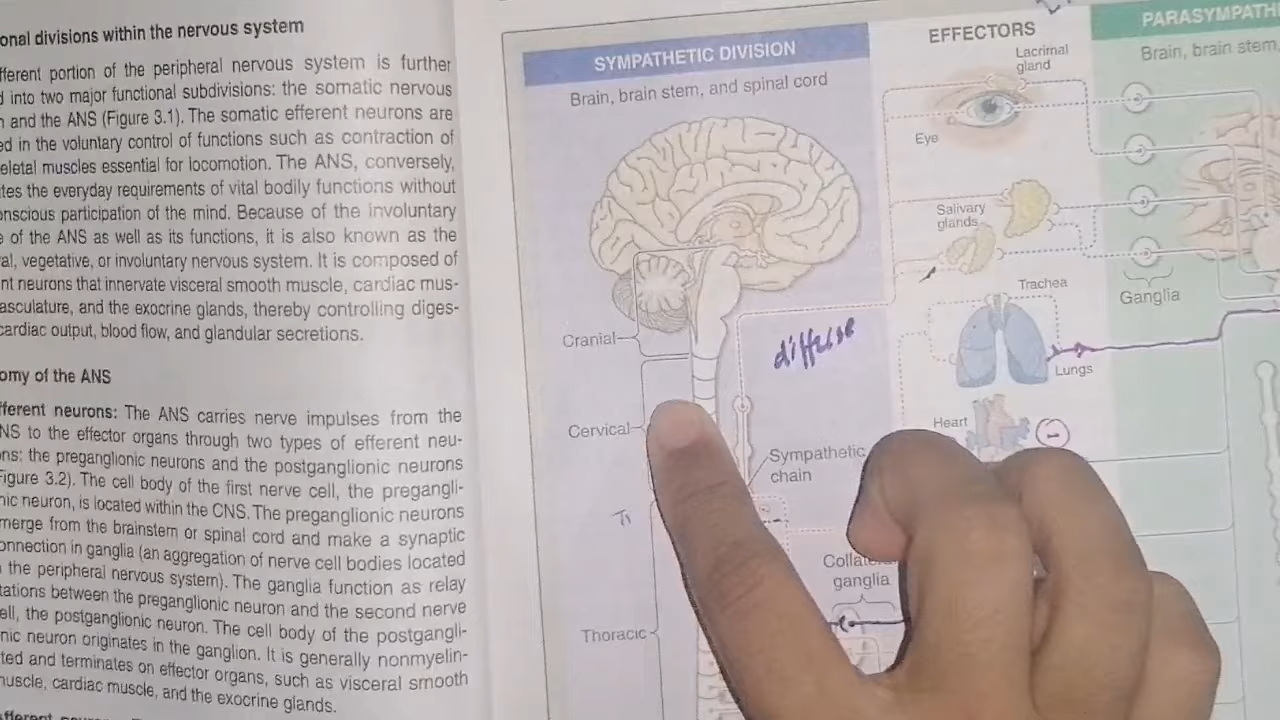 onal divisions within the nervous system
fferent portion of the peripheral nervous system is further
d into two major functional subdivisions: the somatic nervous
n and the ANS (Figure 3.1). The somatic efferent neurons are
ed in the voluntary control of functions such as contraction of
eletal muscles essential for locomotion. The ANS, conversely,
tes the everyday requirements of vital bodily functions without
onscious participation of the mind. Because of the involuntary
e of the ANS as well as its functions, it is also known as the
al, vegetative, or involuntary nervous system. It is composed of
nt neurons that innervate visceral smooth muscle, cardiac mus-
asculature, and the exocrine glands, thereby controlling diges-
cardiac output, blood flow, and glandular secretions.
omy of the ANS
fferent neurons: The ANS carries nerve impulses from the
NS to the effector organs through two types of efferent neu-
ons: the preganglionic neurons and the postganglionic neurons
Figure 3.2). The cell body of the first nerve cell, the pregangli-
nic neuron, is located within the CNS. The preganglionic neurons
merge from the brainstem or spinal cord and make a synaptic
onnection in ganglia (an aggregation of nerve cell bodies located
the peripheral nervous system). The ganglia function as relay
tations between the preganglionic neuron and the second nerve
ell, the postganglionic neuron. The cell body of the postgangli-
nic neuron originates in the ganglion. It is generally nonmyelin-
ted and terminates on effector organs, such as visceral smooth
muscle, cardiac muscle, and the exocrine glands.
SYMPATHETIC DIVISION
Brain, brain stem, and spinal cord
Cranial
Cervical
T1
Thoracic
diffuse
Sympathetic
chain
Collateral
ganglia
EFFECTORS
Lacrimal
gland
Eye
Salivary
glands
Trachea
Lungs
Heart
PARASYMPATH
Brain, brain stem,
Ganglia